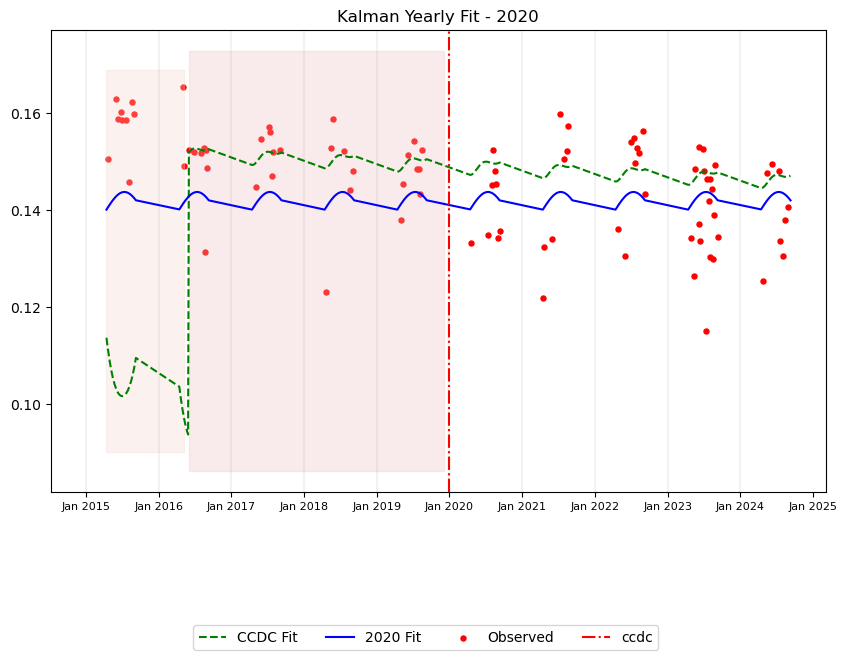 Kalman Yearly Fit - 2020
0.16
0.14
0.12
0.10
Jan 2015 Jan 2016 Jan 2017 Jan 2018 Jan 2019 Jan 2020 Jan 2021 Jan 2022 Jan 2023 Jan 2024 Jan 2025
CCDC Fit 2020 Fit Observed ccdc